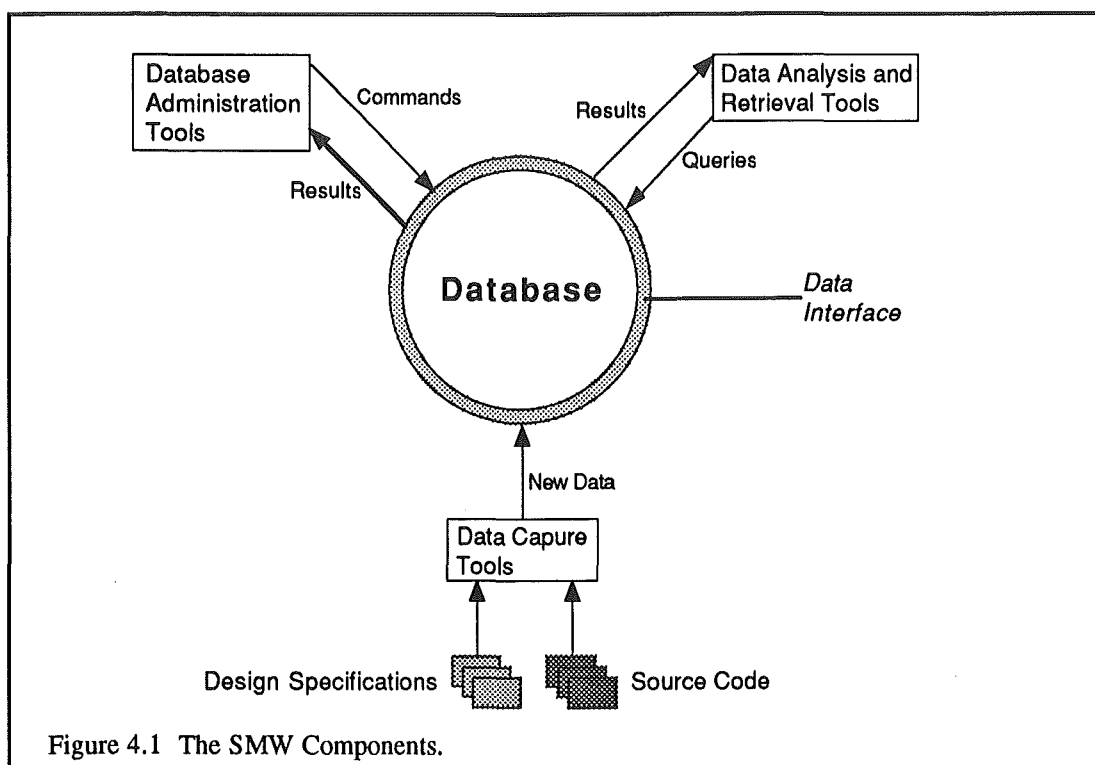 Database
Administration
Tools
Commands
Results
Results
Data Analysis and
Retrieval Tools
Queries
Database
Data
Interface
New Data
Data Capure
Tools
Design Specifications
Source Code
Figure 4.1 The SMW Components.